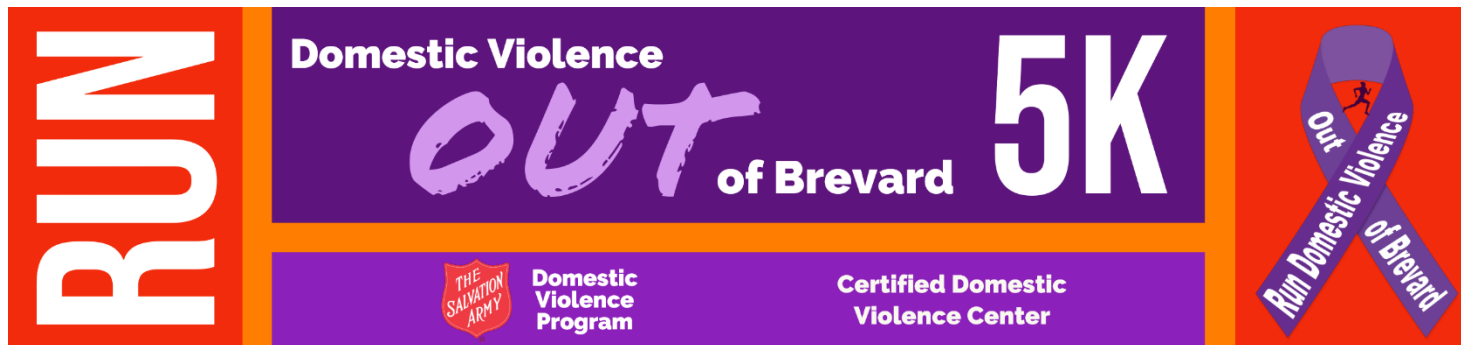 RUN
Domestic Violence
OUT
of Brevard
5K
THE
SALVATION
ARMY
Domestic
Violence
Program
Certified Domestic
Violence Center
Run Domestic Violence
Out
of Brevard